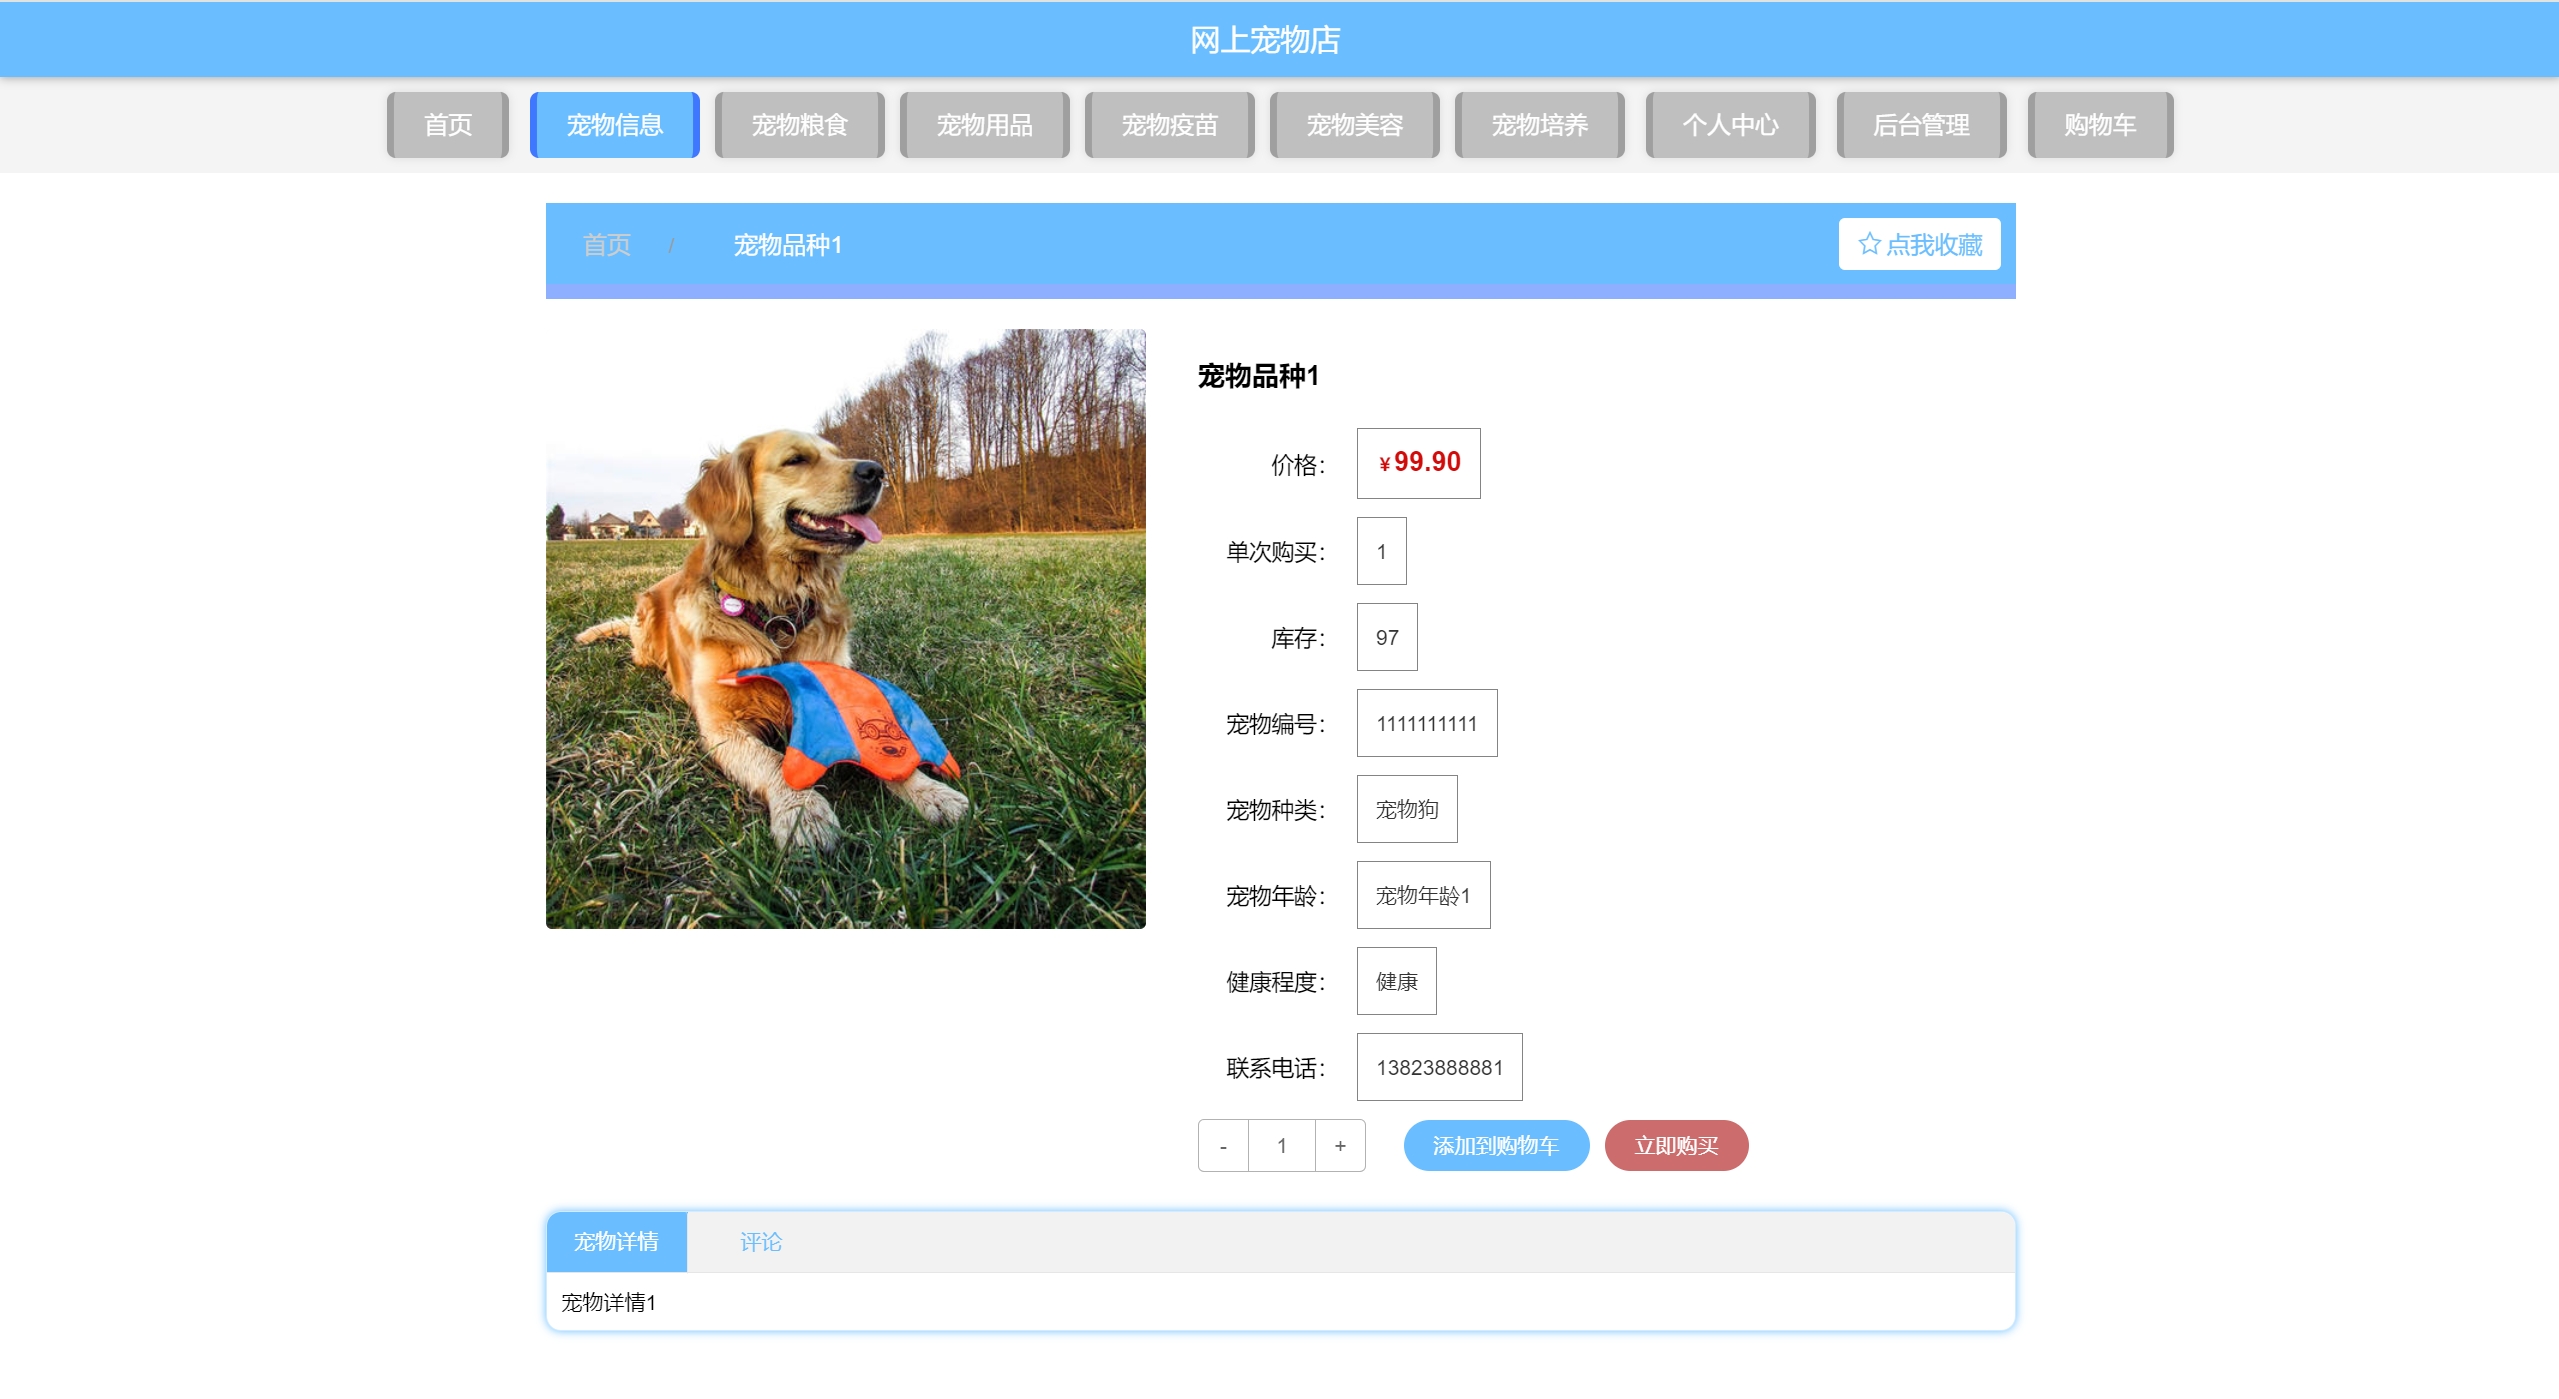 网上宠物店
首页 宠物信息 宠物粮食 宠物用品 宠物疫苗 宠物美容 宠物培养 个人中心 后台管理 购物车
首页 / 宠物品种1 点我收藏
宠物品种1
价格： ¥99.90
单次购买： 1
库存： 97
宠物编号： 1111111111
宠物种类： 宠物狗
宠物年龄： 宠物年龄1
健康程度： 健康
联系电话： 13823888881
- 1 + 添加到购物车 立即购买
宠物详情 评论
宠物详情1